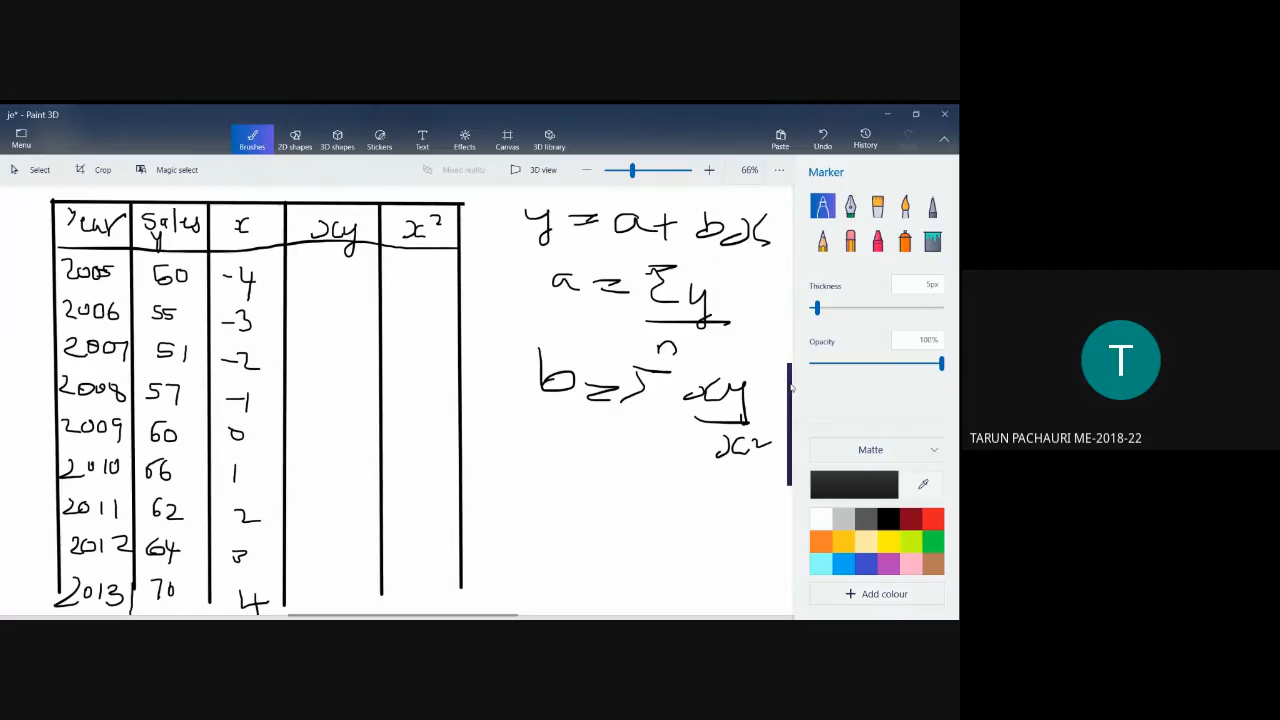 je* - Paint 3D
Menu
Brushes 2D shapes 3D shapes Stickers Text Effects Canvas 3D library Paste Undo History
Select Crop Magic select Mixed reality 3D view 66%
Marker
Thickness 5px
Opacity 100%
Matte
Add colour
Year Sales y x xy x²
2005 60 -4
2006 55 -3
2007 51 -2
2008 57 -1
2009 60 0
2010 66 1
2011 62 2
2012 64 3
2013 70 4
y = a + bx
a = Σy
n
b = Σ xy
x²
T
TARUN PACHAURI ME-2018-22